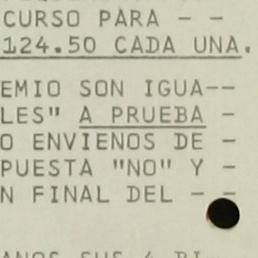 CURSO PARA - -
124.50 CADA UNA.
EMIO SON IGUA--
LES" A PRUEBA -
O ENVIENOS DE -
PUESTA "NO" Y -
N FINAL DEL - -